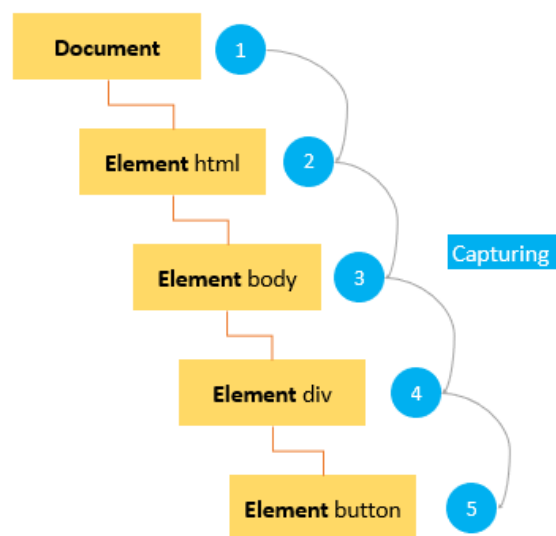 Document 1
Element html 2
Element body 3
Capturing
Element div 4
Element button 5